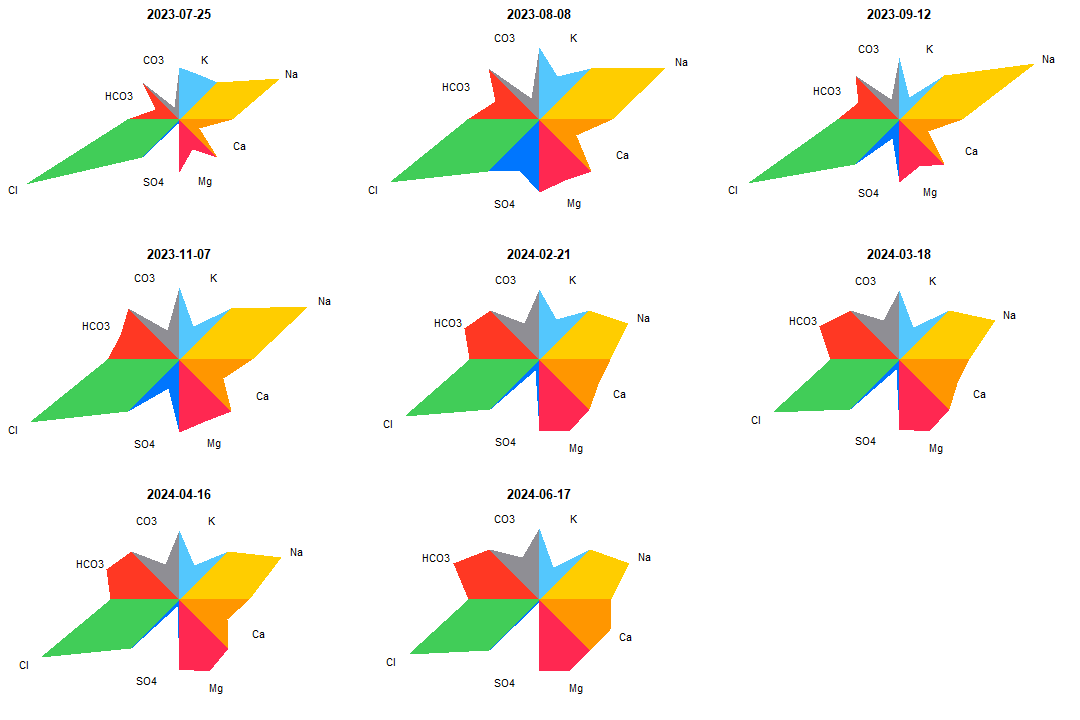 2023-07-25
2023-08-08
2023-09-12
CO3
K
Na
HCO3
Ca
Cl
SO4
Mg
CO3
K
Na
HCO3
Ca
Cl
SO4
Mg
CO3
K
Na
HCO3
Ca
Cl
SO4
Mg
2023-11-07
2024-02-21
2024-03-18
CO3
K
Na
HCO3
Ca
Cl
SO4
Mg
CO3
K
Na
HCO3
Ca
Cl
SO4
Mg
CO3
K
Na
HCO3
Ca
Cl
SO4
Mg
2024-04-16
2024-06-17
CO3
K
Na
HCO3
Ca
Cl
SO4
Mg
CO3
K
Na
HCO3
Ca
Cl
SO4
Mg